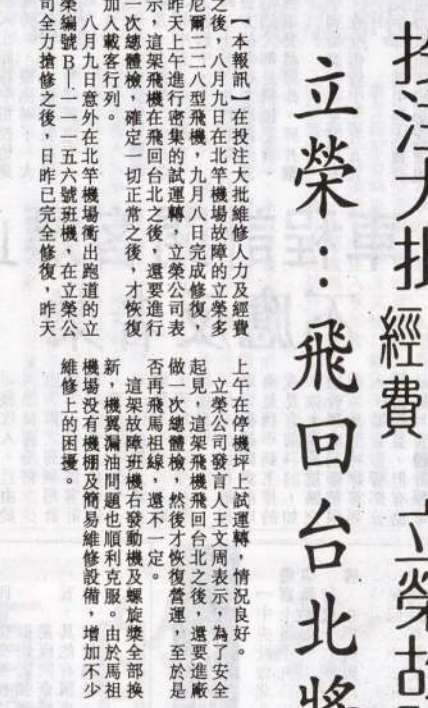 投注大批經費 立榮故
立榮：飛回台北將
【本報訊】在投注大批維修人力及經費
之後，八月九日在北竿機場故障的立榮多
尼爾二二八型飛機，九月八日完成修復，
昨天上午進行密集的試運轉，立榮公司表
示，這架飛機在飛回台北之後，還要進行
一次總體檢，確定一切正常之後，才恢復
加入載客行列。
八月九日意外在北竿機場衝出跑道的立
榮編號B—一一一五六號班機，在立榮公
司全力搶修之後，日昨已完全修復，昨天
上午在停機坪上試運轉，情況良好。
立榮公司發言人王文周表示，為了安全
起見，這架飛機飛回台北之後，還要進廠
做一次總體檢，然後才恢復營運，至於是
否再飛馬祖線，還不一定。
這架故障班機右發動機及螺旋槳全部換
新，機翼漏油問題也順利克服。由於馬祖
機場沒有機棚及簡易維修設備，增加不少
維修上的困擾。